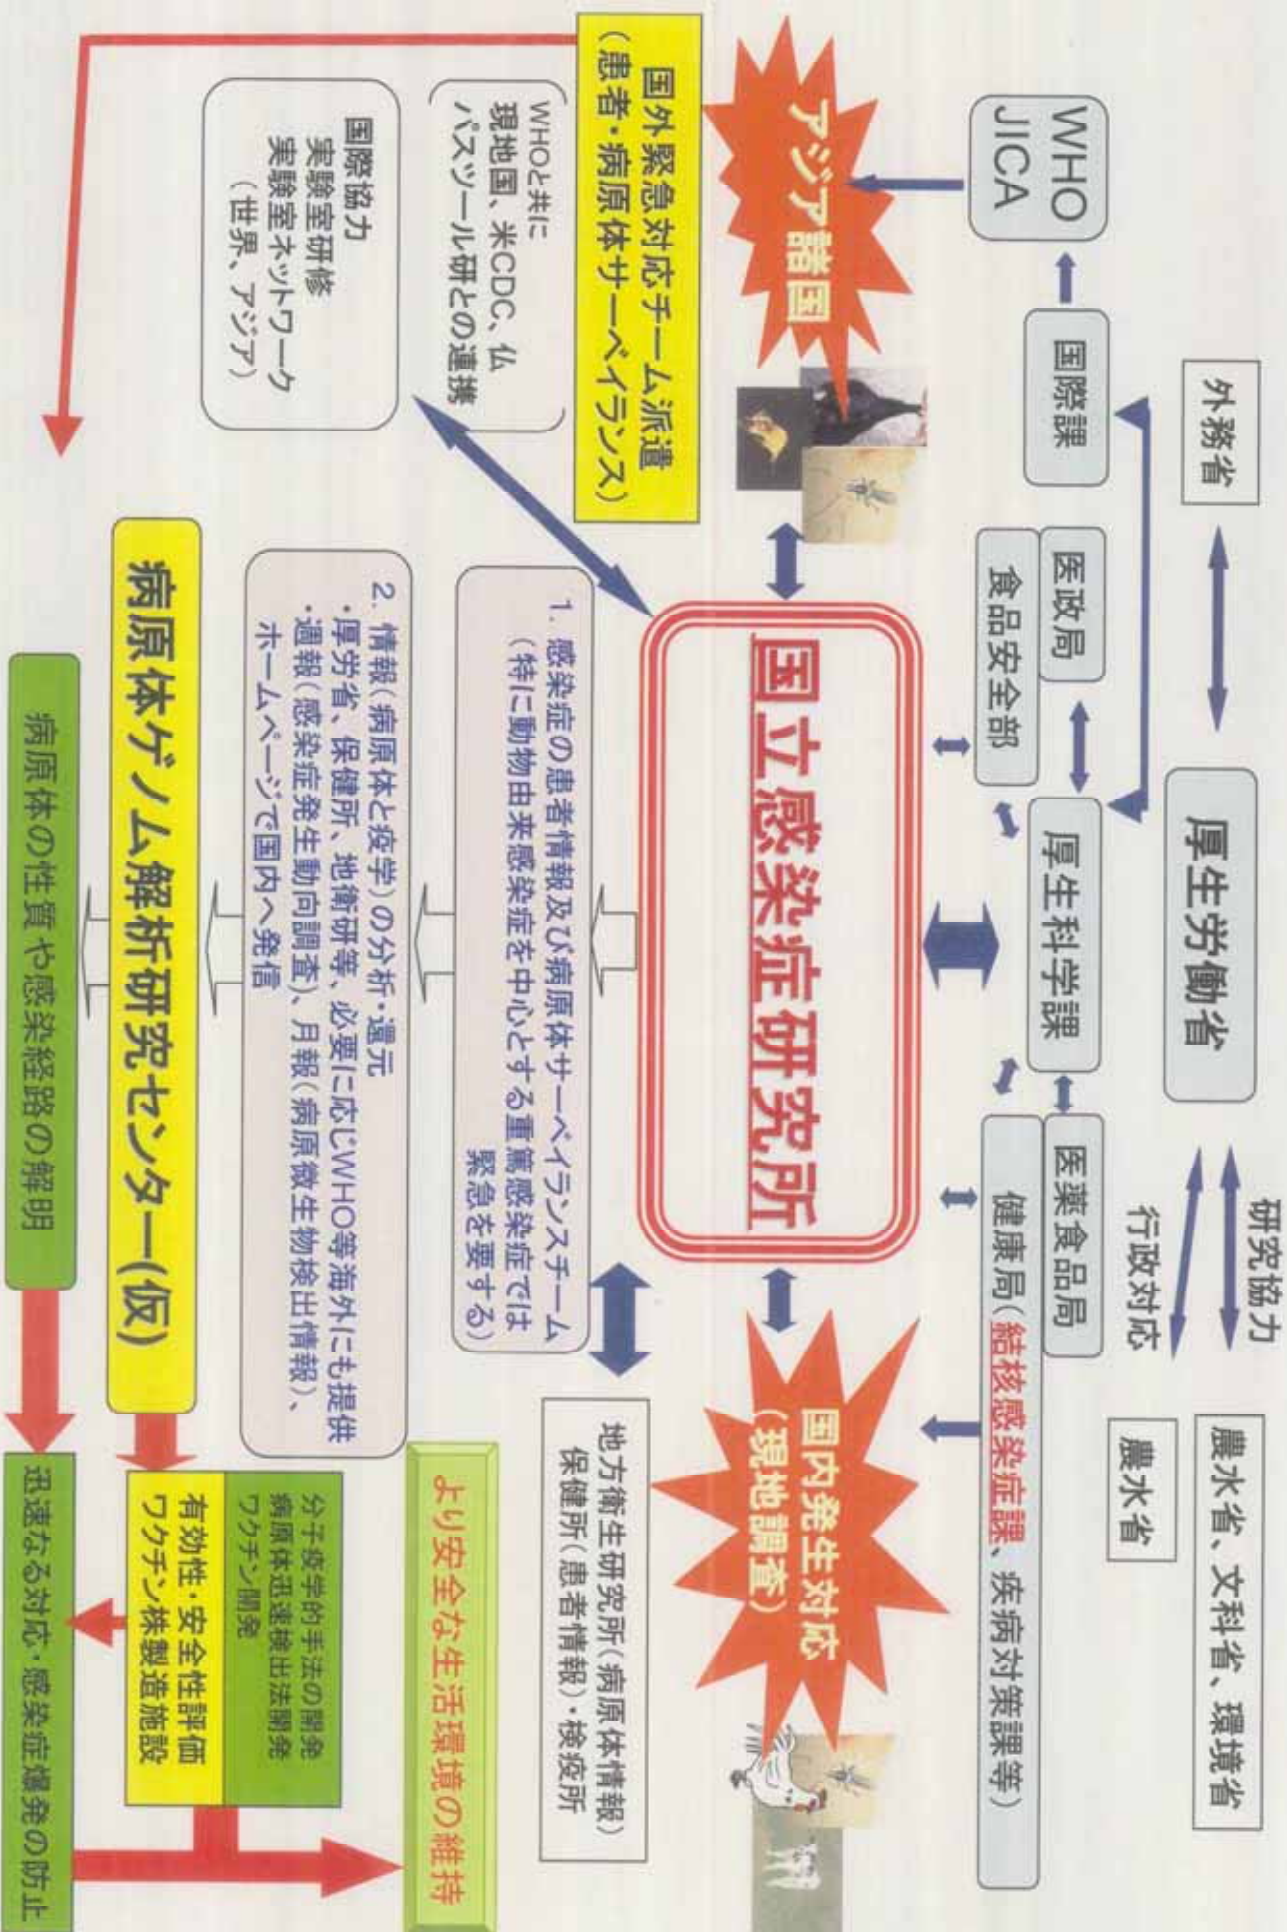 外務省
厚生労働省
研究協力
行政対応
農水省、文科省、環境省
農水省
WHO
JICA
国際課
医政局
食品安全部
厚生科学課
医薬食品局
健康局(結核感染症課、疾病対策課等)
アジア諸国
国立感染症研究所
国内発生対応
(現地調査)
国外緊急対応チーム派遣
(患者・病原体サーベイランス)
WHOと共に
現地国、米CDC、仏
パスツール研との連携
国際協力
実験室研修
実験室ネットワーク
(世界、アジア)
1. 感染症の患者情報及び病原体サーベイランスチーム
(特に動物由来感染症を中心とする重篤感染症では
緊急を要する)
地方衛生研究所(病原体情報)
保健所(患者情報)・検疫所
2. 情報(病原体と疫学)の分析・還元
・厚労省、保健所、地衛研等、必要に応じWHO等海外にも提供
・週報(感染症発生動向調査)、月報(病原微生物検出情報)、
ホームページで国内へ発信
より安全な生活環境の維持
病原体ゲノム解析研究センター(仮)
分子疫学的手法の開発
病原体迅速検出法開発
ワクチン開発
有効性・安全性評価
ワクチン株製造施設
病原体の性質や感染経路の解明
迅速なる対応・感染症爆発の防止